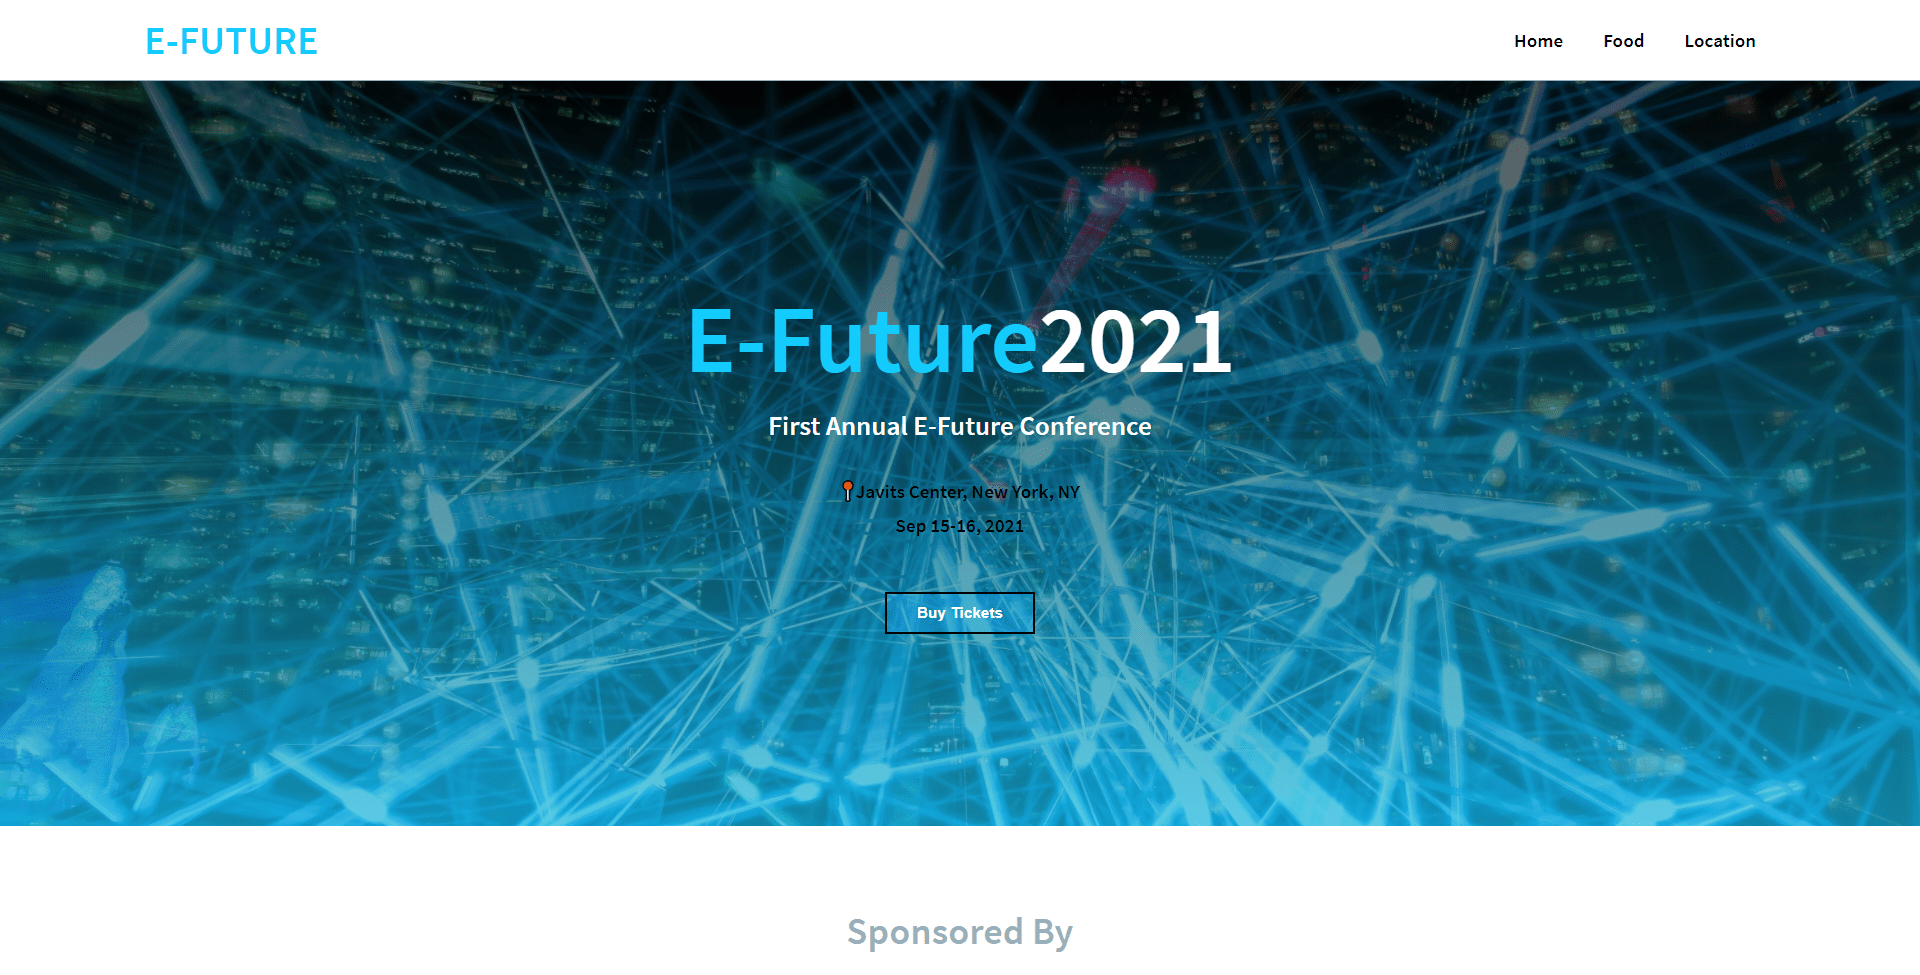 E-FUTURE
Home Food Location
E-Future2021
First Annual E-Future Conference
Javits Center, New York, NY
Sep 15-16, 2021
Buy Tickets
Sponsored By